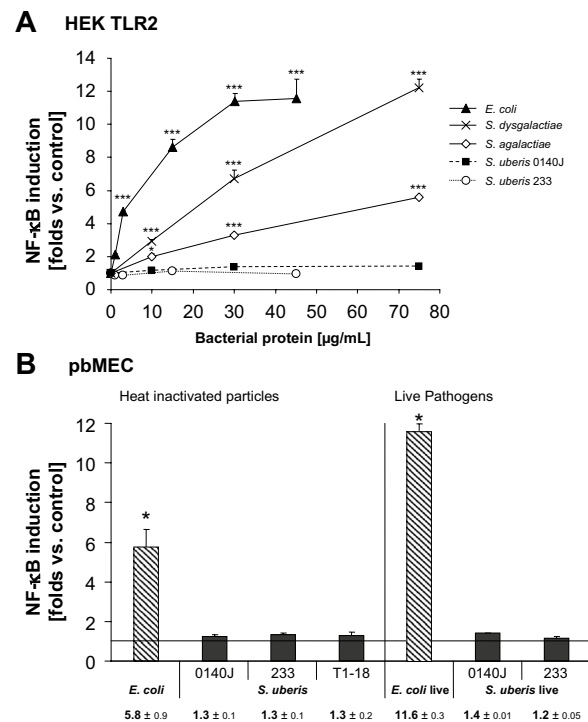 A HEK TLR2
NF-κB induction
[folds vs. control]
14
12
10
8
6
4
2
0
***
***
***
***
***
***
***
***
*
***
***
0 10 20 30 40 50 60 70 80
Bacterial protein [µg/mL]
E. coli
S. dysgalactiae
S. agalactiae
S. uberis 0140J
S. uberis 233
B pbMEC
Heat inactivated particles Live Pathogens
NF-κB induction
[folds vs. control]
12
10
8
6
4
2
0
*
*
0140J 233 T1-18 0140J 233
E. coli S. uberis E. coli live S. uberis live
5.8 ± 0.9 1.3 ± 0.1 1.3 ± 0.1 1.3 ± 0.2 11.6 ± 0.3 1.4 ± 0.01 1.2 ± 0.05